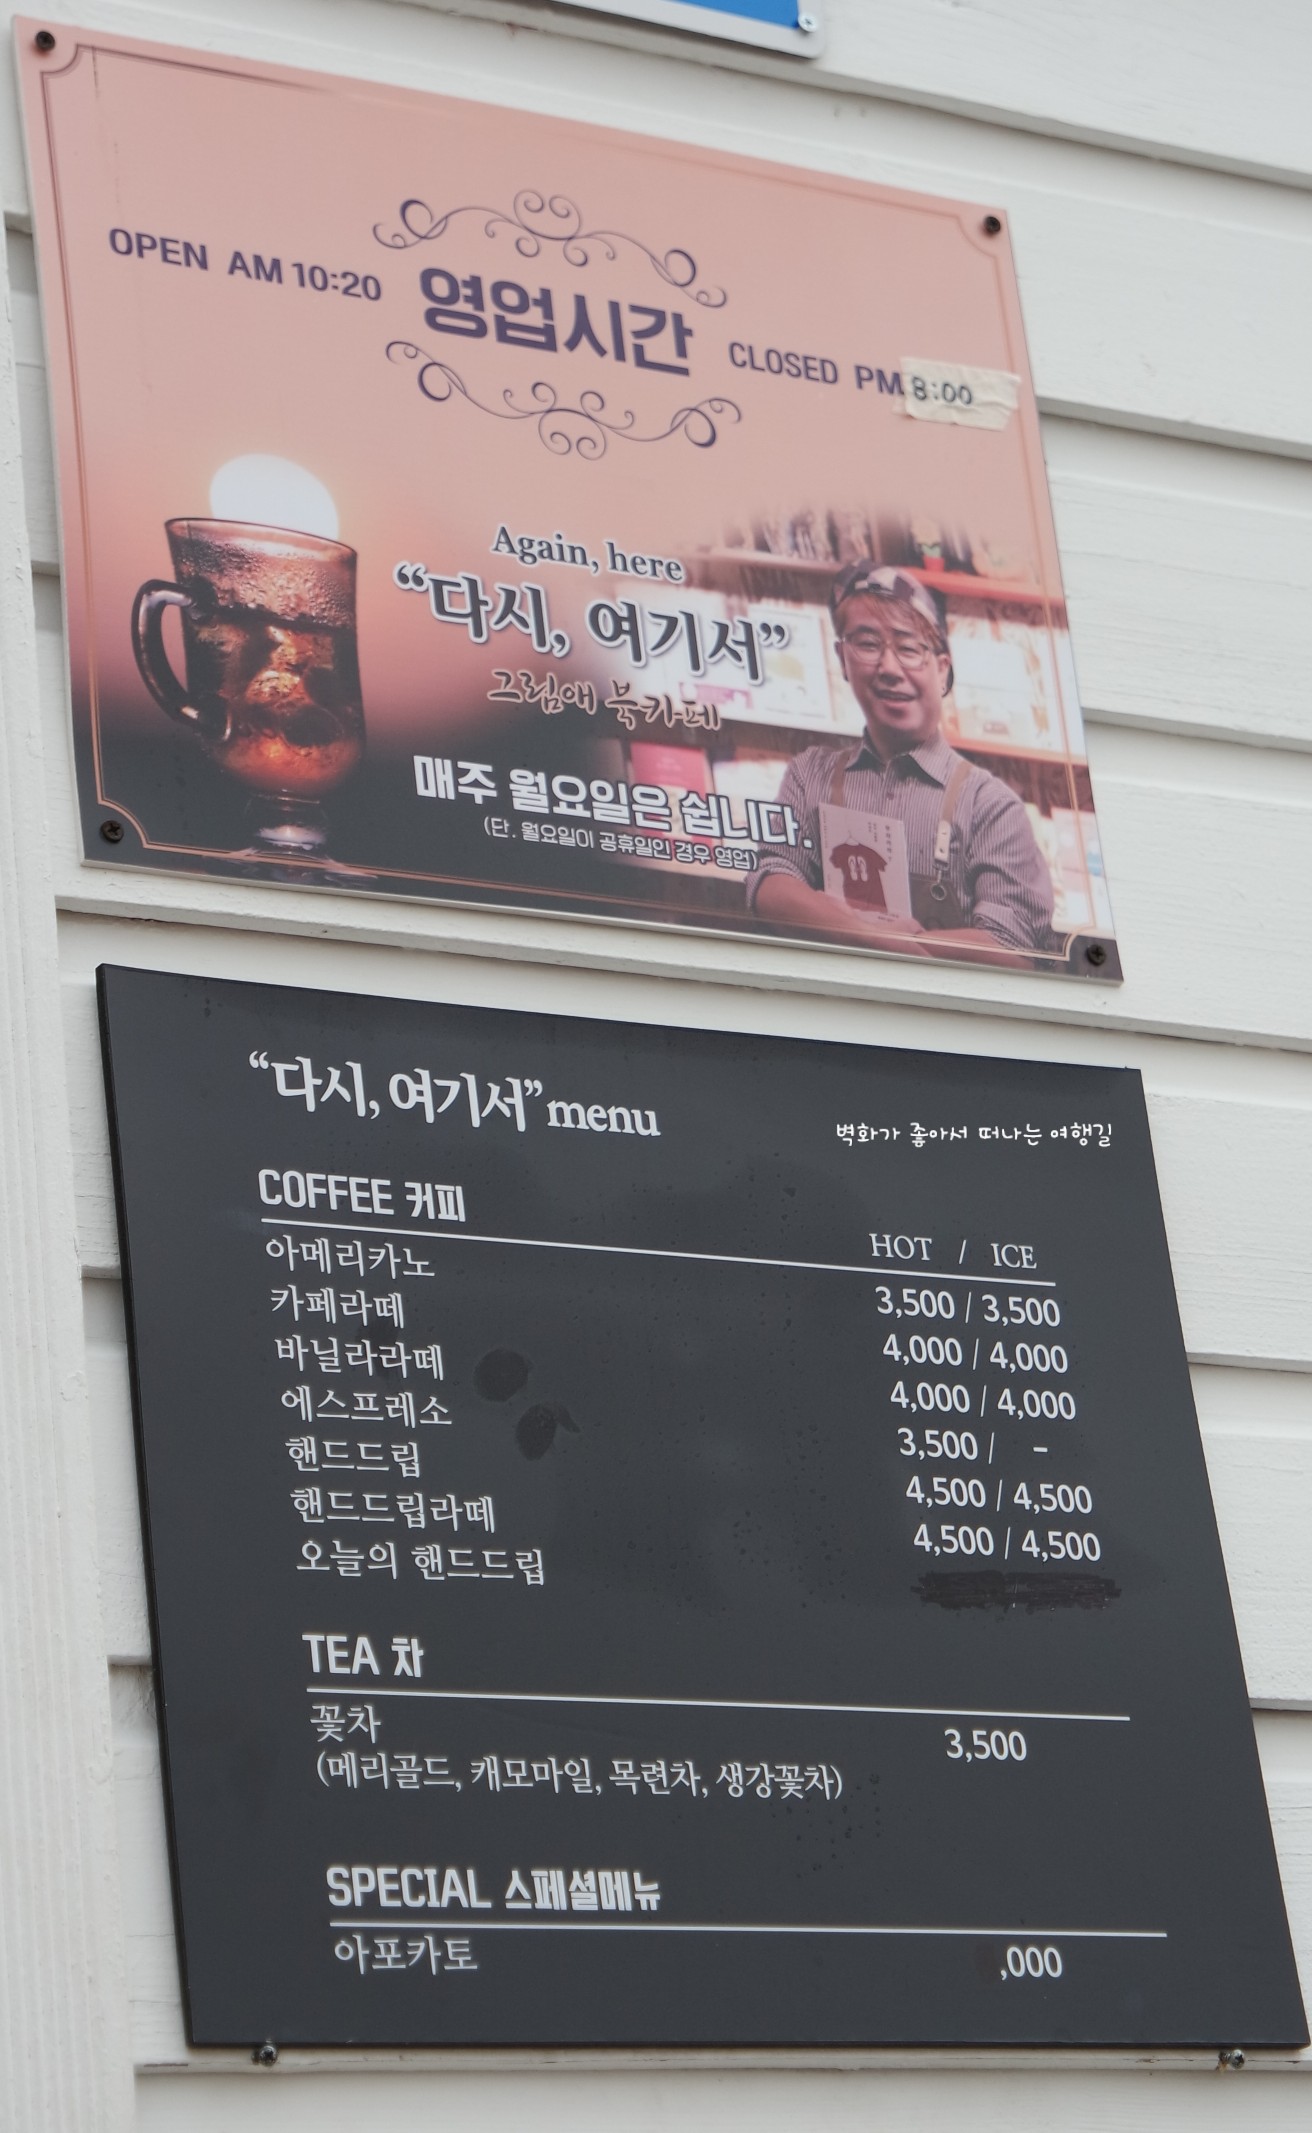 영업시간
OPEN AM 10:20
CLOSED PM 8:00
Again, here
“다시, 여기서”
그림애 북카페
매주 월요일은 쉽니다.
(단. 월요일이 공휴일인 경우 영업)
“다시, 여기서” menu
벽화가 좋아서 떠나는 여행길
COFFEE 커피
HOT / ICE
아메리카노 3,500 / 3,500
카페라떼 4,000 / 4,000
바닐라라떼 4,000 / 4,000
에스프레소 3,500 / -
핸드드립 4,500 / 4,500
핸드드립라떼 4,500 / 4,500
오늘의 핸드드립
TEA 차
꽃차 3,500
(메리골드, 캐모마일, 목련차, 생강꽃차)
SPECIAL 스페셜메뉴
아포카토 ,000